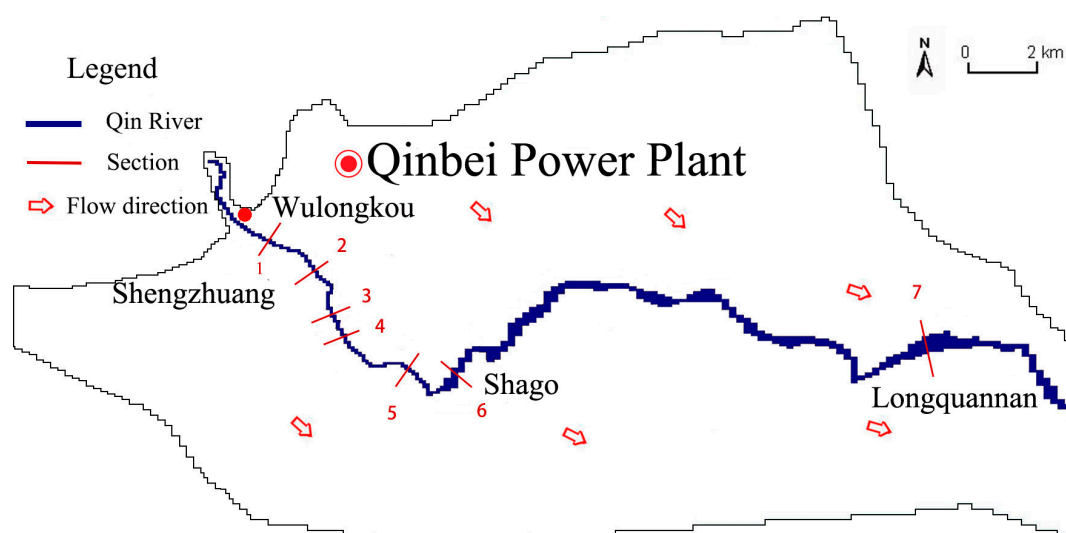 Legend
Qin River
Section
Flow direction
N
0 2 km
Qinbei Power Plant
Wulongkou
Shengzhuang
1
2
3
4
5
6
Shago
7
Longquannan